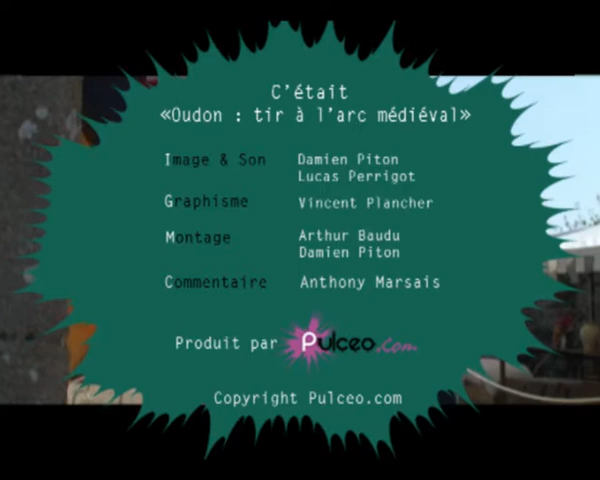 C'était
«Oudon : tir à l'arc médiéval»
Image & Son Damien Piton
Lucas Perrigot
Graphisme Vincent Plancher
Montage Arthur Baudu
Damien Piton
Commentaire Anthony Marsais
Produit par Pulceo.com
Copyright Pulceo.com